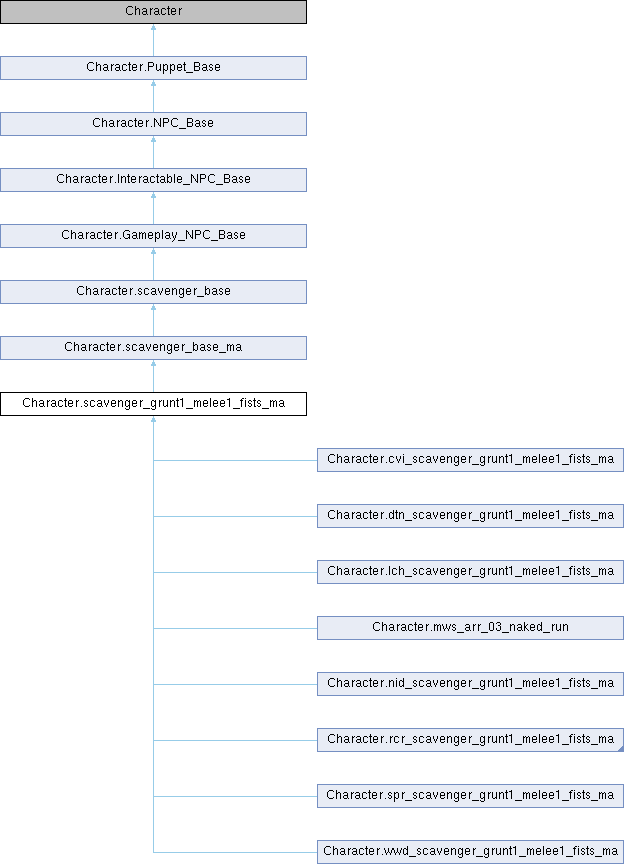 Character
Character.Puppet_Base
Character.NPC_Base
Character.Interactable_NPC_Base
Character.Gameplay_NPC_Base
Character.scavenger_base
Character.scavenger_base_ma
Character.scavenger_grunt1_melee1_fists_ma
Character.cvi_scavenger_grunt1_melee1_fists_ma
Character.dtn_scavenger_grunt1_melee1_fists_ma
Character.lch_scavenger_grunt1_melee1_fists_ma
Character.mws_arr_03_naked_run
Character.nid_scavenger_grunt1_melee1_fists_ma
Character.rcr_scavenger_grunt1_melee1_fists_ma
Character.spr_scavenger_grunt1_melee1_fists_ma
Character.wwd_scavenger_grunt1_melee1_fists_ma